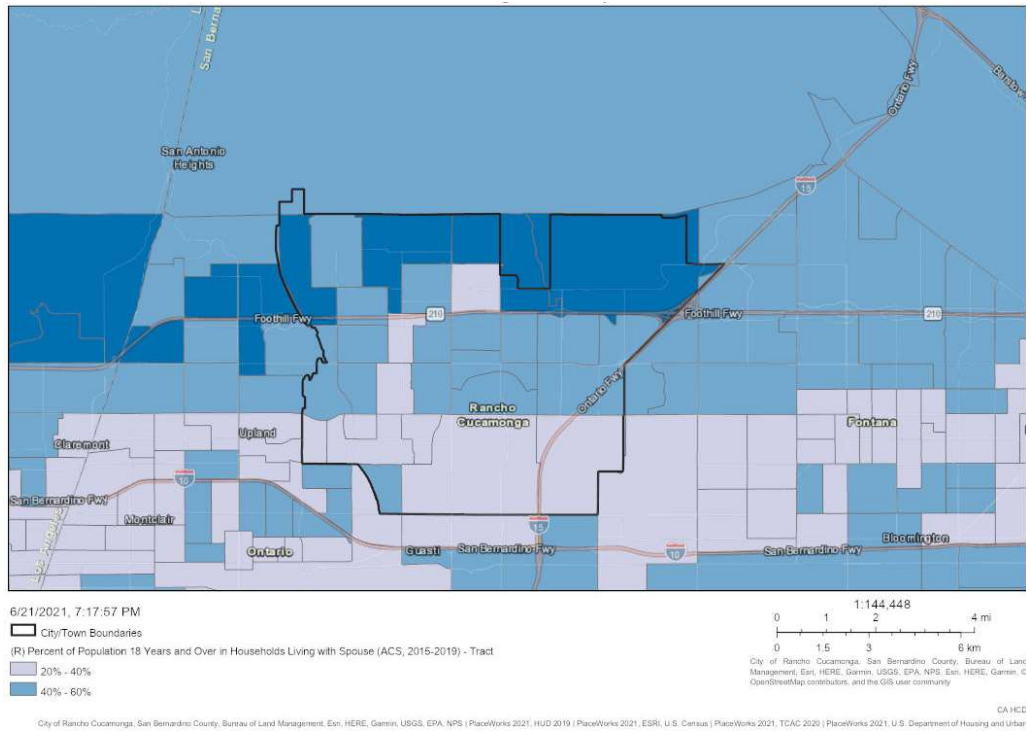 San Berna
San Antonio
Heights
Ontario Fwy
Barstow
15
Foothill Fwy
210
Foothill Fwy
210
Ontario Fwy
Rancho
Cucamonga
Fontana
Upland
Claremont
10
San Bernardino Fwy
Montclair
Ontario
Guasti
15
San Bernardino Fwy
10
San Bernardino Fwy
Bloomington
6/21/2021, 7:17:57 PM
City/Town Boundaries
(R) Percent of Population 18 Years and Over in Households Living with Spouse (ACS, 2015-2019) - Tract
20% - 40%
40% - 60%
1:144,448
0 1 2 4 mi
0 1.5 3 6 km
City of Rancho Cucamonga, San Bernardino County, Bureau of Land
Management, Esri, HERE, Garmin, USGS, EPA, NPS, Esri, HERE, Garmin, ©
OpenStreetMap contributors, and the GIS user community
CA HCD
City of Rancho Cucamonga, San Bernardino County, Bureau of Land Management, Esri, HERE, Garmin, USGS, EPA, NPS | PlaceWorks 2021, HUD 2019 | PlaceWorks 2021, ESRI, U.S. Census | PlaceWorks 2021, TCAC 2020 | PlaceWorks 2021, U.S. Department of Housing and Urban